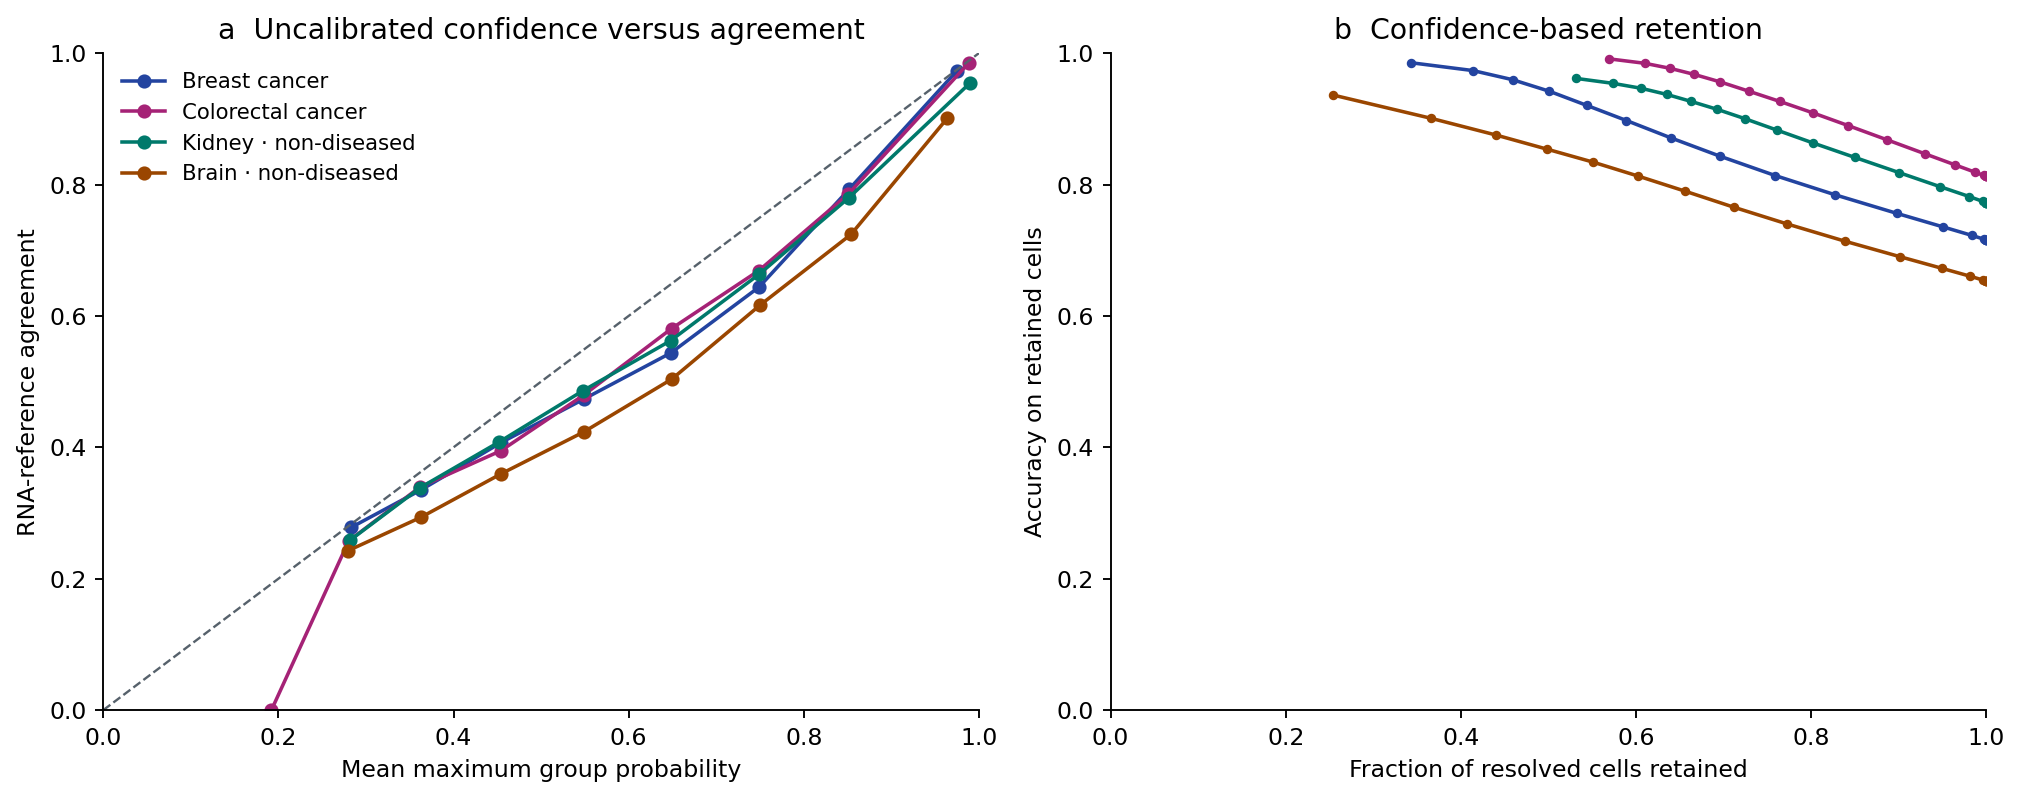 a  Uncalibrated confidence versus agreement
1.0
0.8
0.6
0.4
0.2
0.0
RNA-reference agreement
Breast cancer
Colorectal cancer
Kidney · non-diseased
Brain · non-diseased
0.0
0.2
0.4
0.6
0.8
1.0
Mean maximum group probability
b  Confidence-based retention
1.0
0.8
0.6
0.4
0.2
0.0
Accuracy on retained cells
0.0
0.2
0.4
0.6
0.8
1.0
Fraction of resolved cells retained